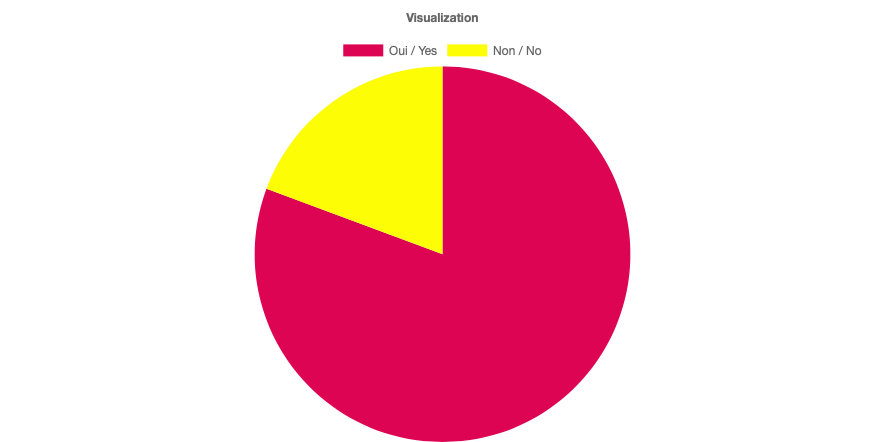 Visualization
Oui / Yes Non / No